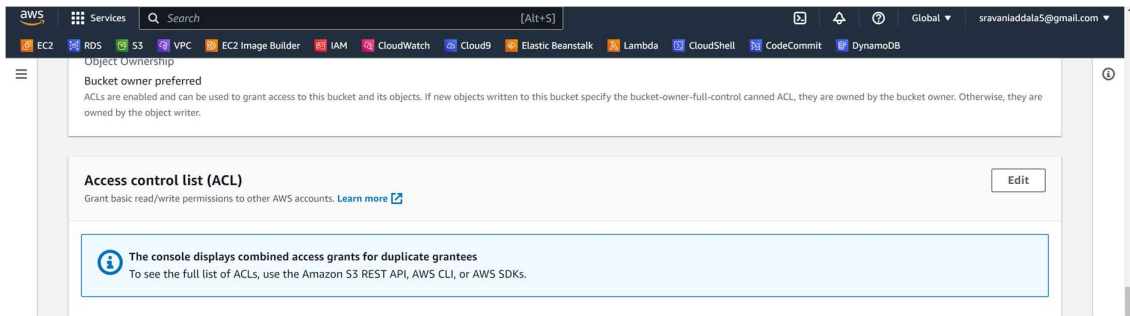 aws Services Search [Alt+S] Global sravaniaddala5@gmail.com
EC2 RDS S3 VPC EC2 Image Builder IAM CloudWatch Cloud9 Elastic Beanstalk Lambda CloudShell CodeCommit DynamoDB
Object Ownership
Bucket owner preferred
ACLs are enabled and can be used to grant access to this bucket and its objects. If new objects written to this bucket specify the bucket-owner-full-control canned ACL, they are owned by the bucket owner. Otherwise, they are
owned by the object writer.
Access control list (ACL) Edit
Grant basic read/write permissions to other AWS accounts. Learn more
The console displays combined access grants for duplicate grantees
To see the full list of ACLs, use the Amazon S3 REST API, AWS CLI, or AWS SDKs.